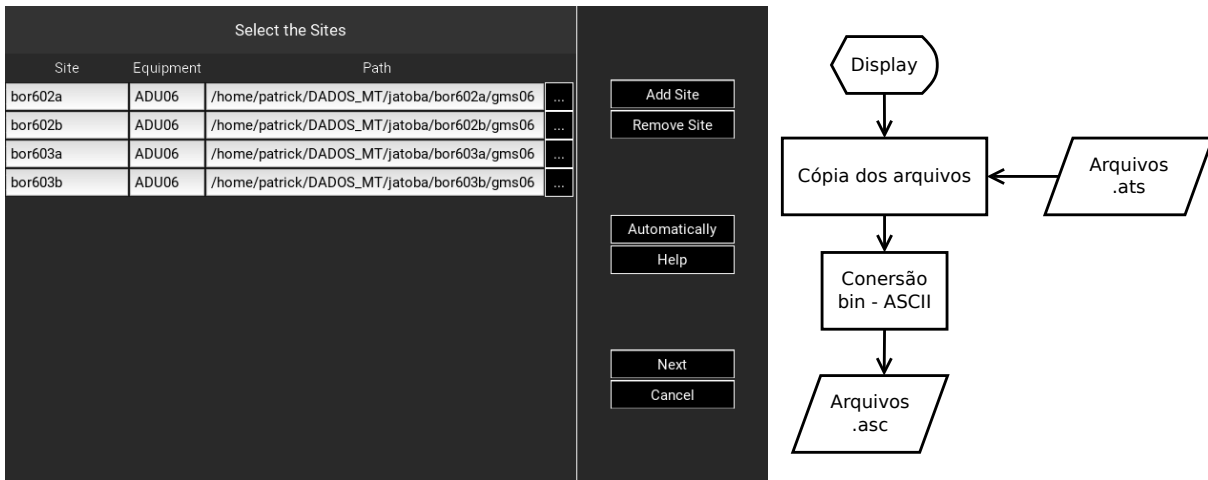 Select the Sites
Site Equipment Path
bor602a ADU06 /home/patrick/DADOS_MT/jatoba/bor602a/gms06 ...
bor602b ADU06 /home/patrick/DADOS_MT/jatoba/bor602b/gms06 ...
bor603a ADU06 /home/patrick/DADOS_MT/jatoba/bor603a/gms06 ...
bor603b ADU06 /home/patrick/DADOS_MT/jatoba/bor603b/gms06 ...
Add Site
Remove Site
Automatically
Help
Next
Cancel
Display
Cópia dos arquivos
Arquivos
.ats
Conersão
bin - ASCII
Arquivos
.asc